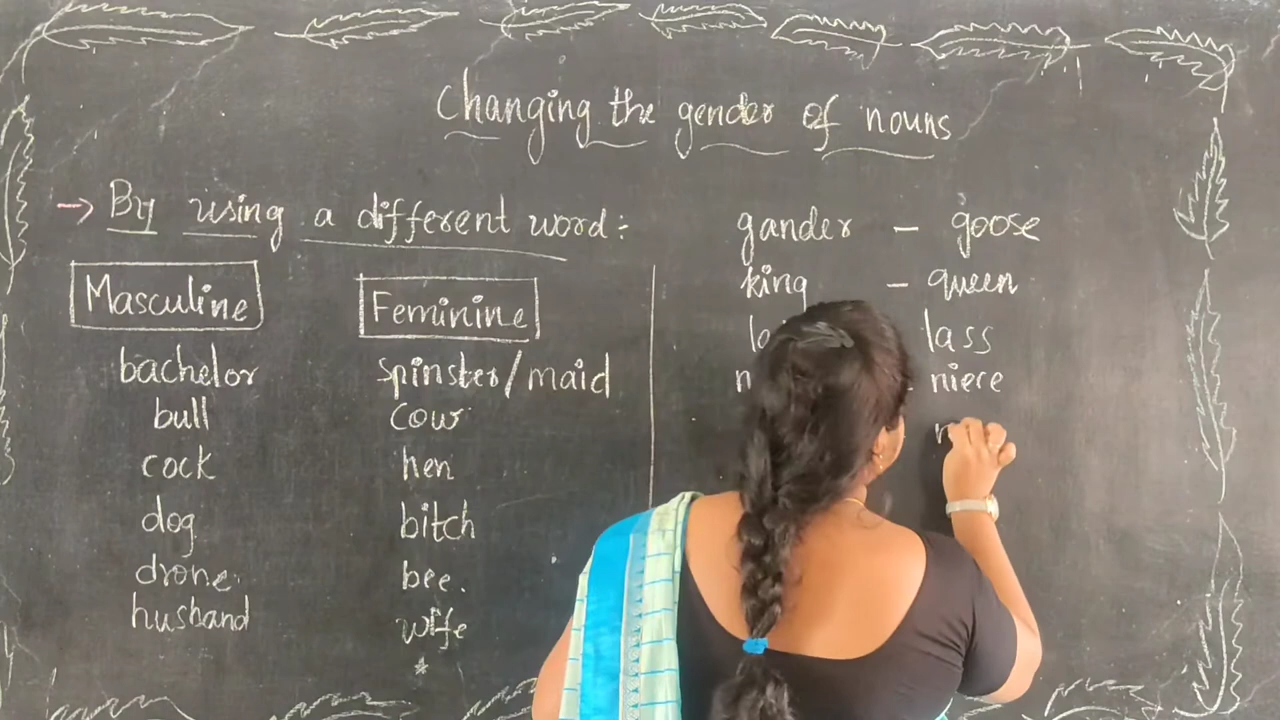 Changing the gender of nouns
→ By using a different word:
Masculine Feminine
bachelor spinster/maid
bull cow
cock hen
dog bitch
drone bee.
husband wife
*
gander - goose
king - queen
lass
niere